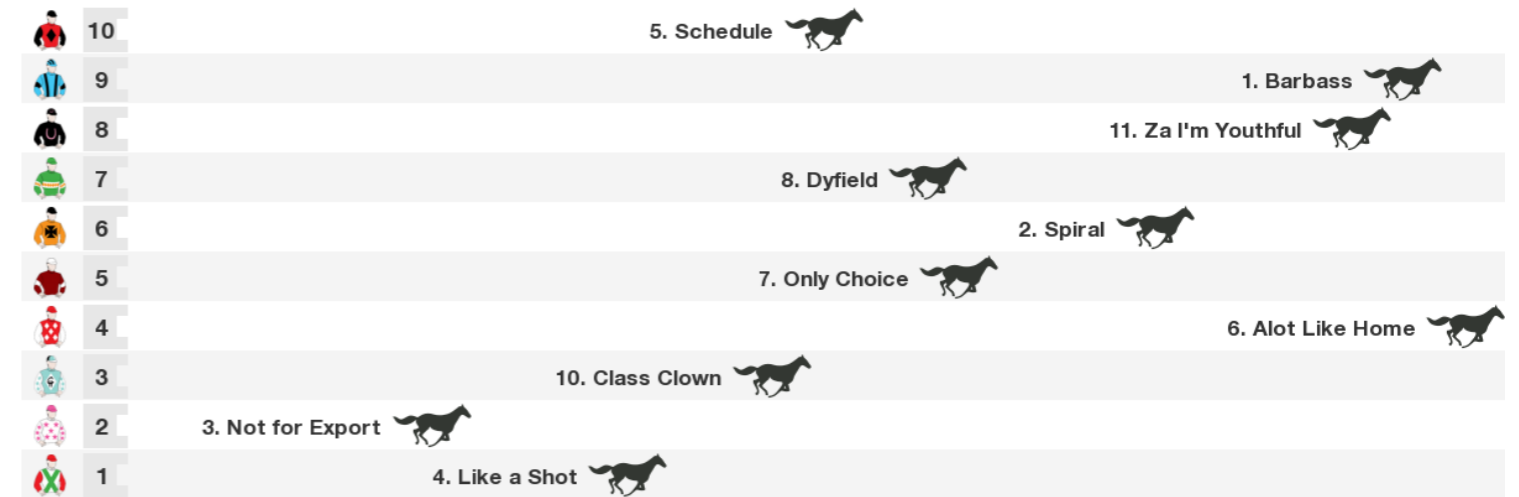 10 5. Schedule
9 1. Barbass
8 11. Za I'm Youthful
7 8. Dyfield
6 2. Spiral
5 7. Only Choice
4 6. Alot Like Home
3 10. Class Clown
2 3. Not for Export
1 4. Like a Shot